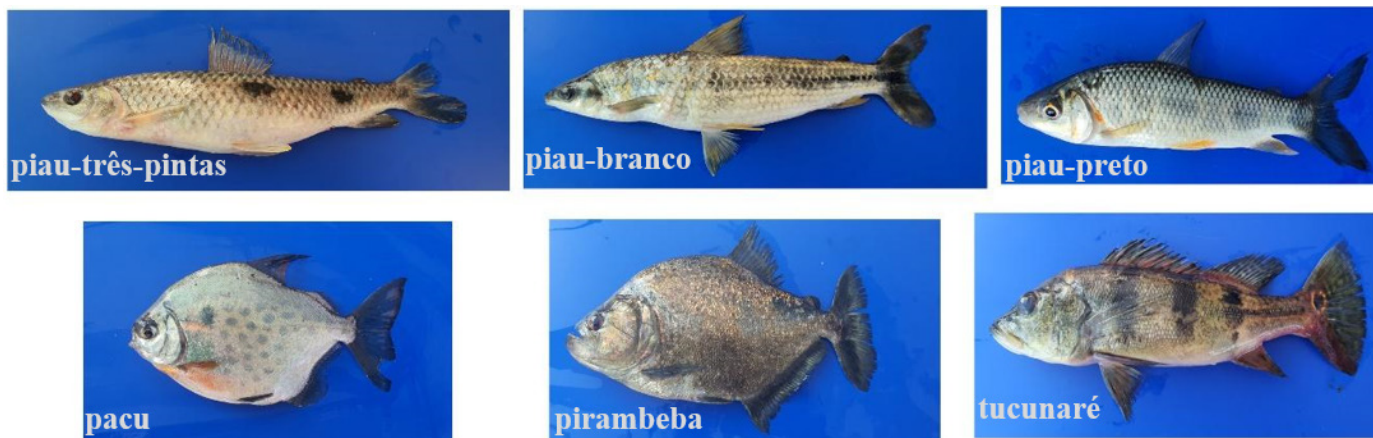 piau-três-pintas
piau-branco
piau-preto
pacu
pirambeba
tucunaré